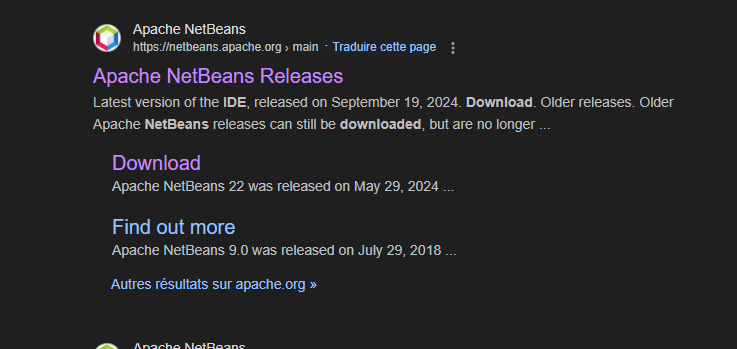 Apache NetBeans
https://netbeans.apache.org › main · Traduire cette page
Apache NetBeans Releases
Latest version of the IDE, released on September 19, 2024. Download. Older releases. Older
Apache NetBeans releases can still be downloaded, but are no longer ...
Download
Apache NetBeans 22 was released on May 29, 2024 ...
Find out more
Apache NetBeans 9.0 was released on July 29, 2018 ...
Autres résultats sur apache.org »
Apache NetBeans